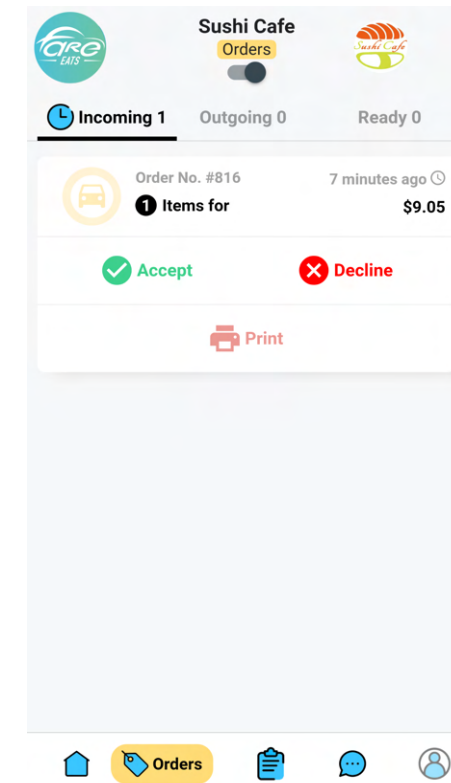 Sushi Cafe
Orders
CARE
EATS
Sushi Cafe
Incoming 1
Outgoing 0
Ready 0
Order No. #816
7 minutes ago
1 Items for
$9.05
Accept
Decline
Print
Orders